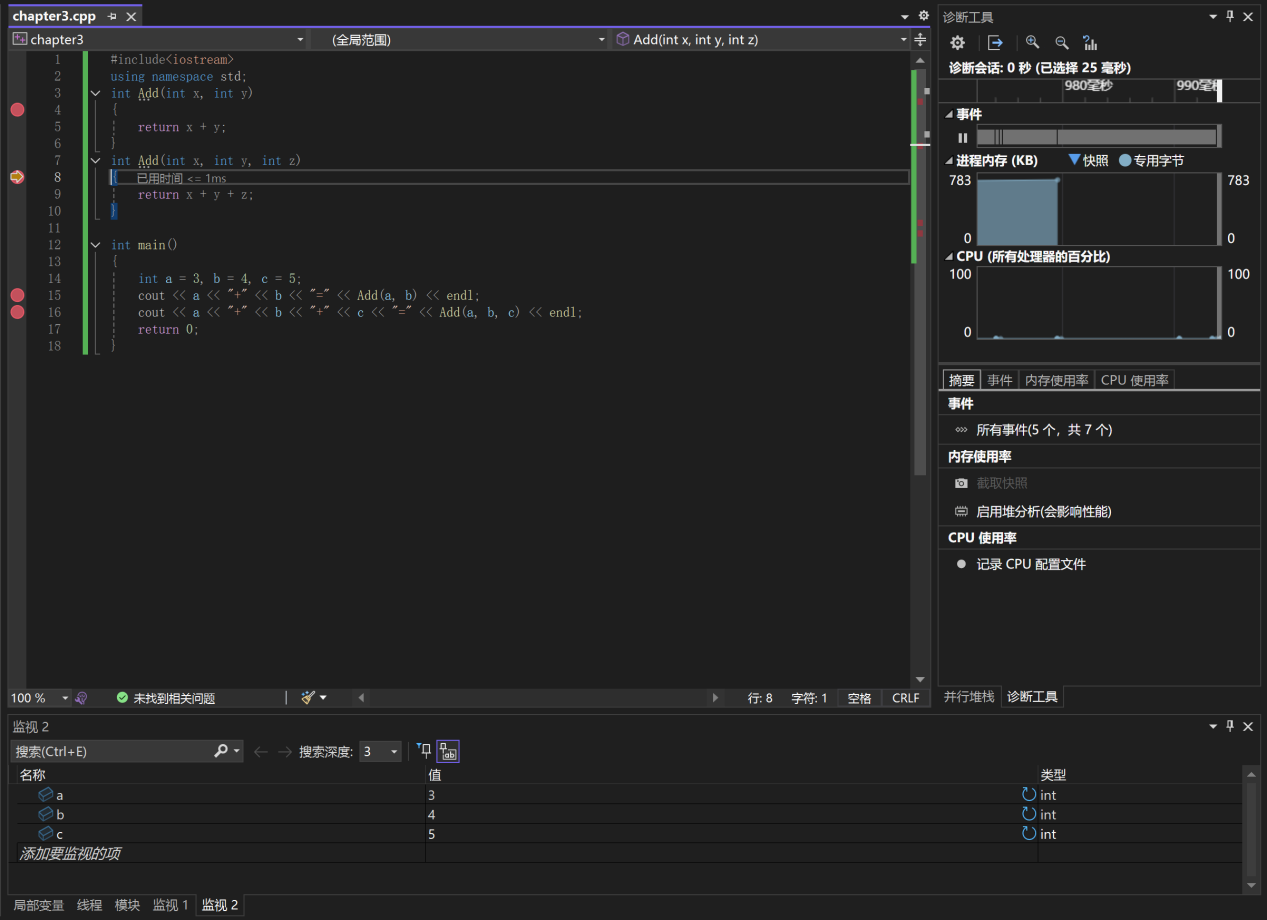 chapter3.cpp
chapter3
(全局范围)
Add(int x, int y, int z)
1 #include<iostream>
2 using namespace std;
3 int Add(int x, int y)
4 {
5 return x + y;
6 }
7 int Add(int x, int y, int z)
8 { 已用时间 <= 1ms
9 return x + y + z;
10 }
11
12 int main()
13 {
14 int a = 3, b = 4, c = 5;
15 cout << a << "+" << b << "=" << Add(a, b) << endl;
16 cout << a << "+" << b << "+" << c << "=" << Add(a, b, c) << endl;
17 return 0;
18 }
100 %
未找到相关问题
行: 8
字符: 1
空格
CRLF
诊断工具
诊断会话: 0 秒 (已选择 25 毫秒)
980毫秒
990毫秒
事件
进程内存 (KB)
快照
专用字节
783 783
0 0
CPU (所有处理器的百分比)
100 100
0 0
摘要 事件 内存使用率 CPU 使用率
事件
所有事件(5 个，共 7 个)
内存使用率
截取快照
启用堆分析(会影响性能)
CPU 使用率
记录 CPU 配置文件
并行堆栈 诊断工具
监视 2
搜索(Ctrl+E)
搜索深度: 3
名称 值 类型
a 3 int
b 4 int
c 5 int
添加要监视的项
局部变量 线程 模块 监视 1 监视 2